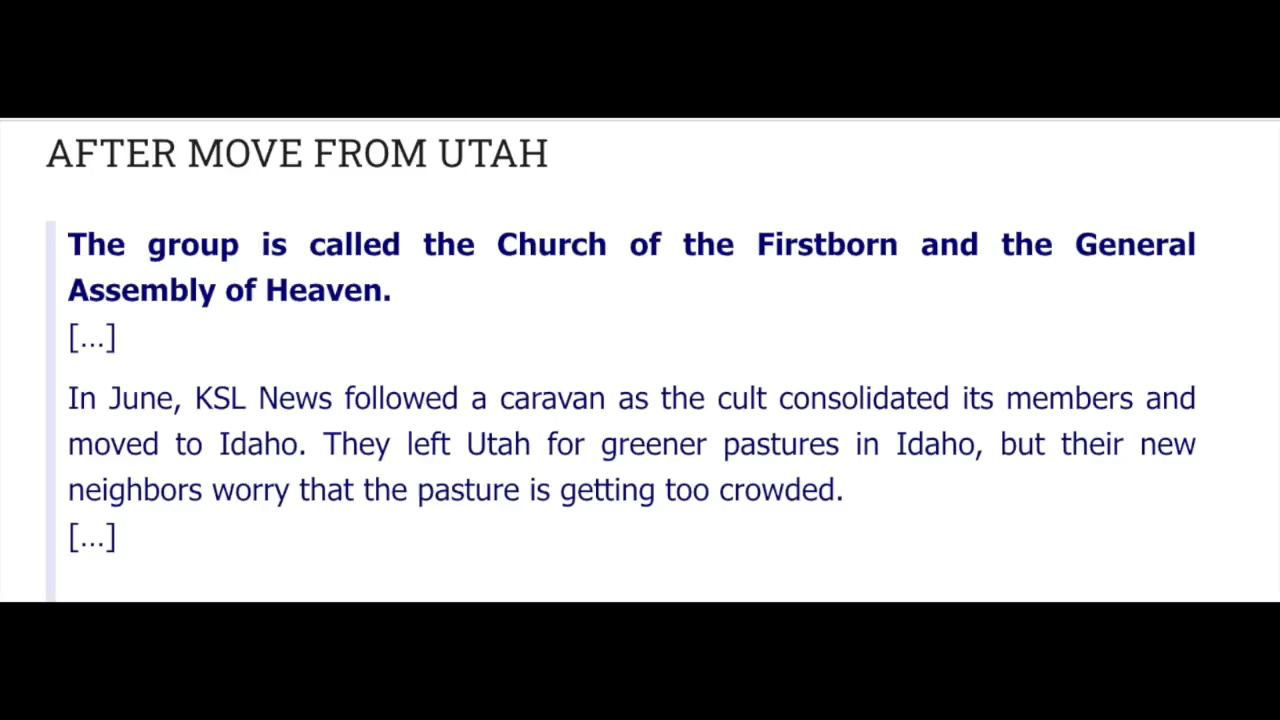 AFTER MOVE FROM UTAH
The group is called the Church of the Firstborn and the General
Assembly of Heaven.
[...]
In June, KSL News followed a caravan as the cult consolidated its members and
moved to Idaho. They left Utah for greener pastures in Idaho, but their new
neighbors worry that the pasture is getting too crowded.
[...]